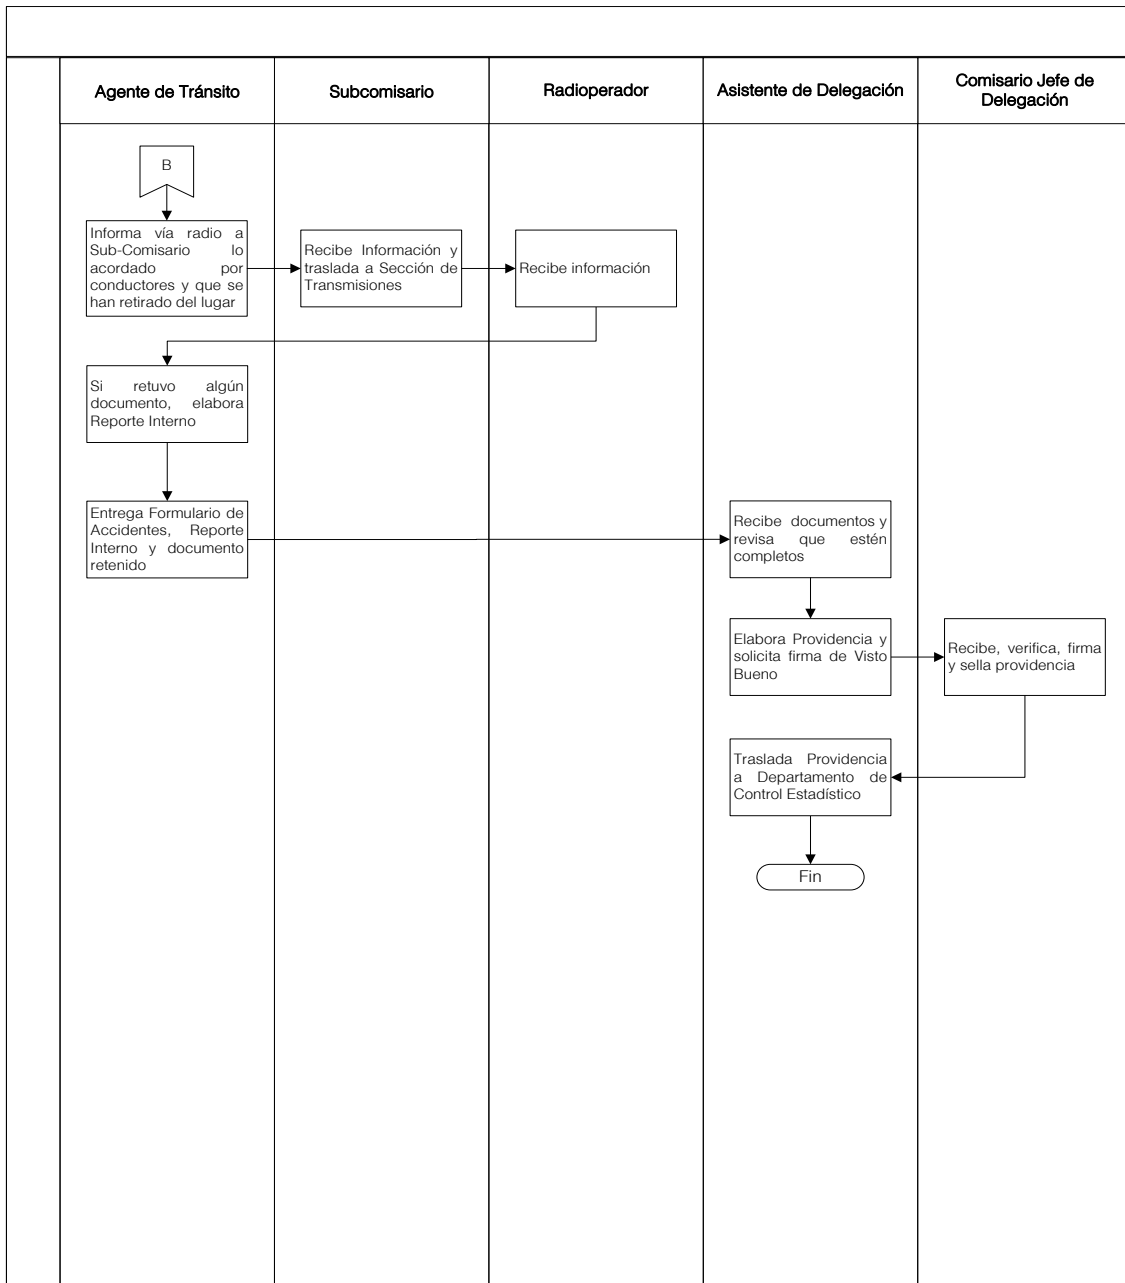 Agente de Tránsito
Subcomisario
Radioperador
Asistente de Delegación
Comisario Jefe de
Delegación
B
Informa vía radio a
Sub-Comisario lo
acordado por
conductores y que se
han retirado del lugar
Recibe Información y
traslada a Sección de
Transmisiones
Recibe información
Si retuvo algún
documento, elabora
Reporte Interno
Entrega Formulario de
Accidentes, Reporte
Interno y documento
retenido
Recibe documentos y
revisa que estén
completos
Elabora Providencia y
solicita firma de Visto
Bueno
Recibe, verifica, firma
y sella providencia
Traslada Providencia
a Departamento de
Control Estadístico
Fin